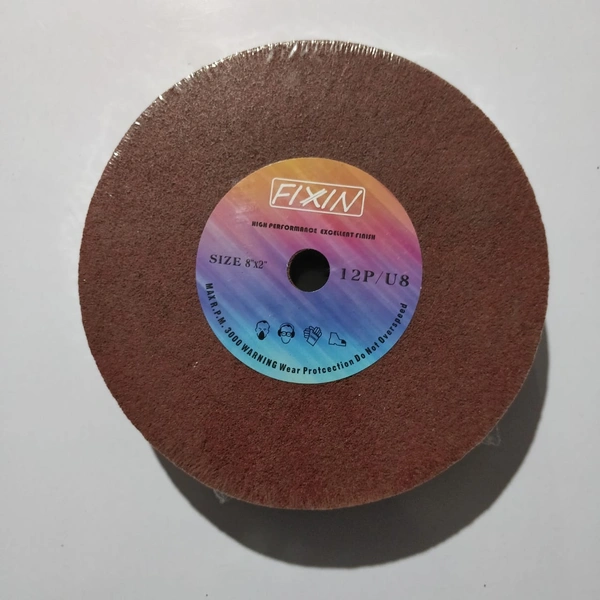 FIXIN
HIGH PERFORMANCE EXCELLENT FINISH
SIZE 8"x2"
12P/U8
MAX R.P.M. 3000 WARNING Wear Protcection Do Not Overspeed